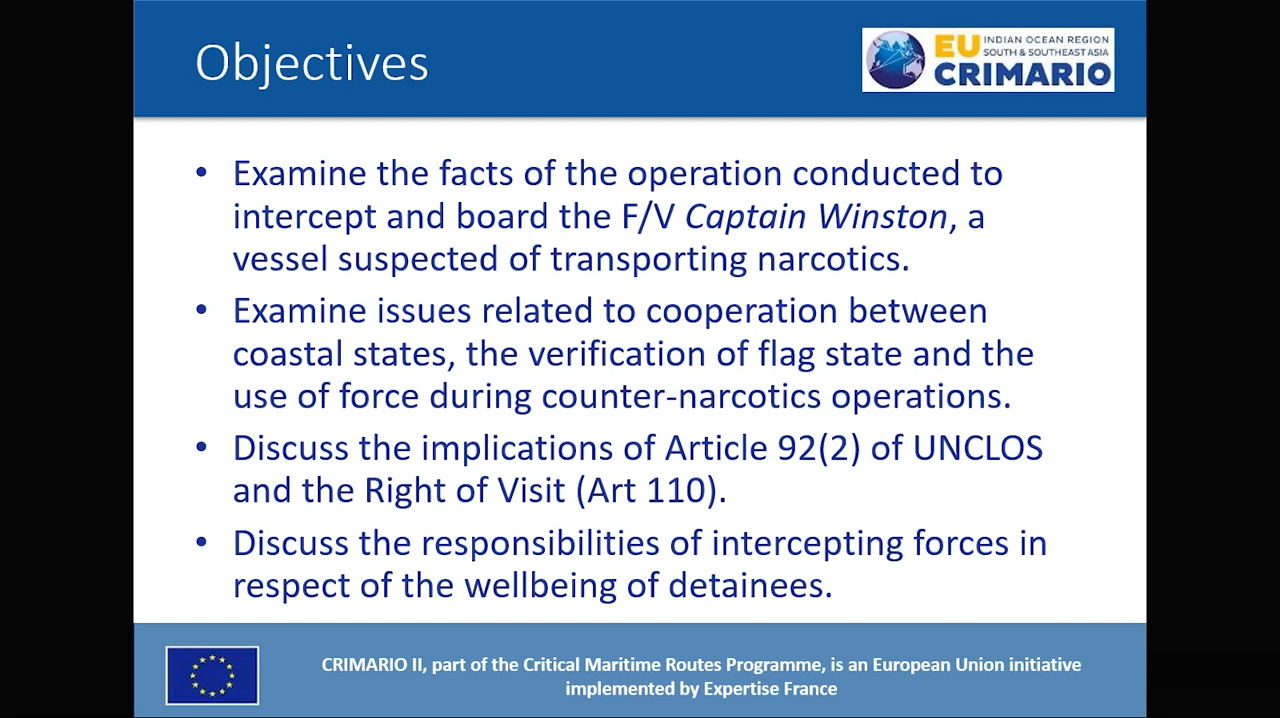 Objectives
EU INDIAN OCEAN REGION
SOUTH & SOUTHEAST ASIA
CRIMARIO
• Examine the facts of the operation conducted to
intercept and board the F/V Captain Winston, a
vessel suspected of transporting narcotics.
• Examine issues related to cooperation between
coastal states, the verification of flag state and the
use of force during counter-narcotics operations.
• Discuss the implications of Article 92(2) of UNCLOS
and the Right of Visit (Art 110).
• Discuss the responsibilities of intercepting forces in
respect of the wellbeing of detainees.
CRIMARIO II, part of the Critical Maritime Routes Programme, is an European Union initiative
implemented by Expertise France